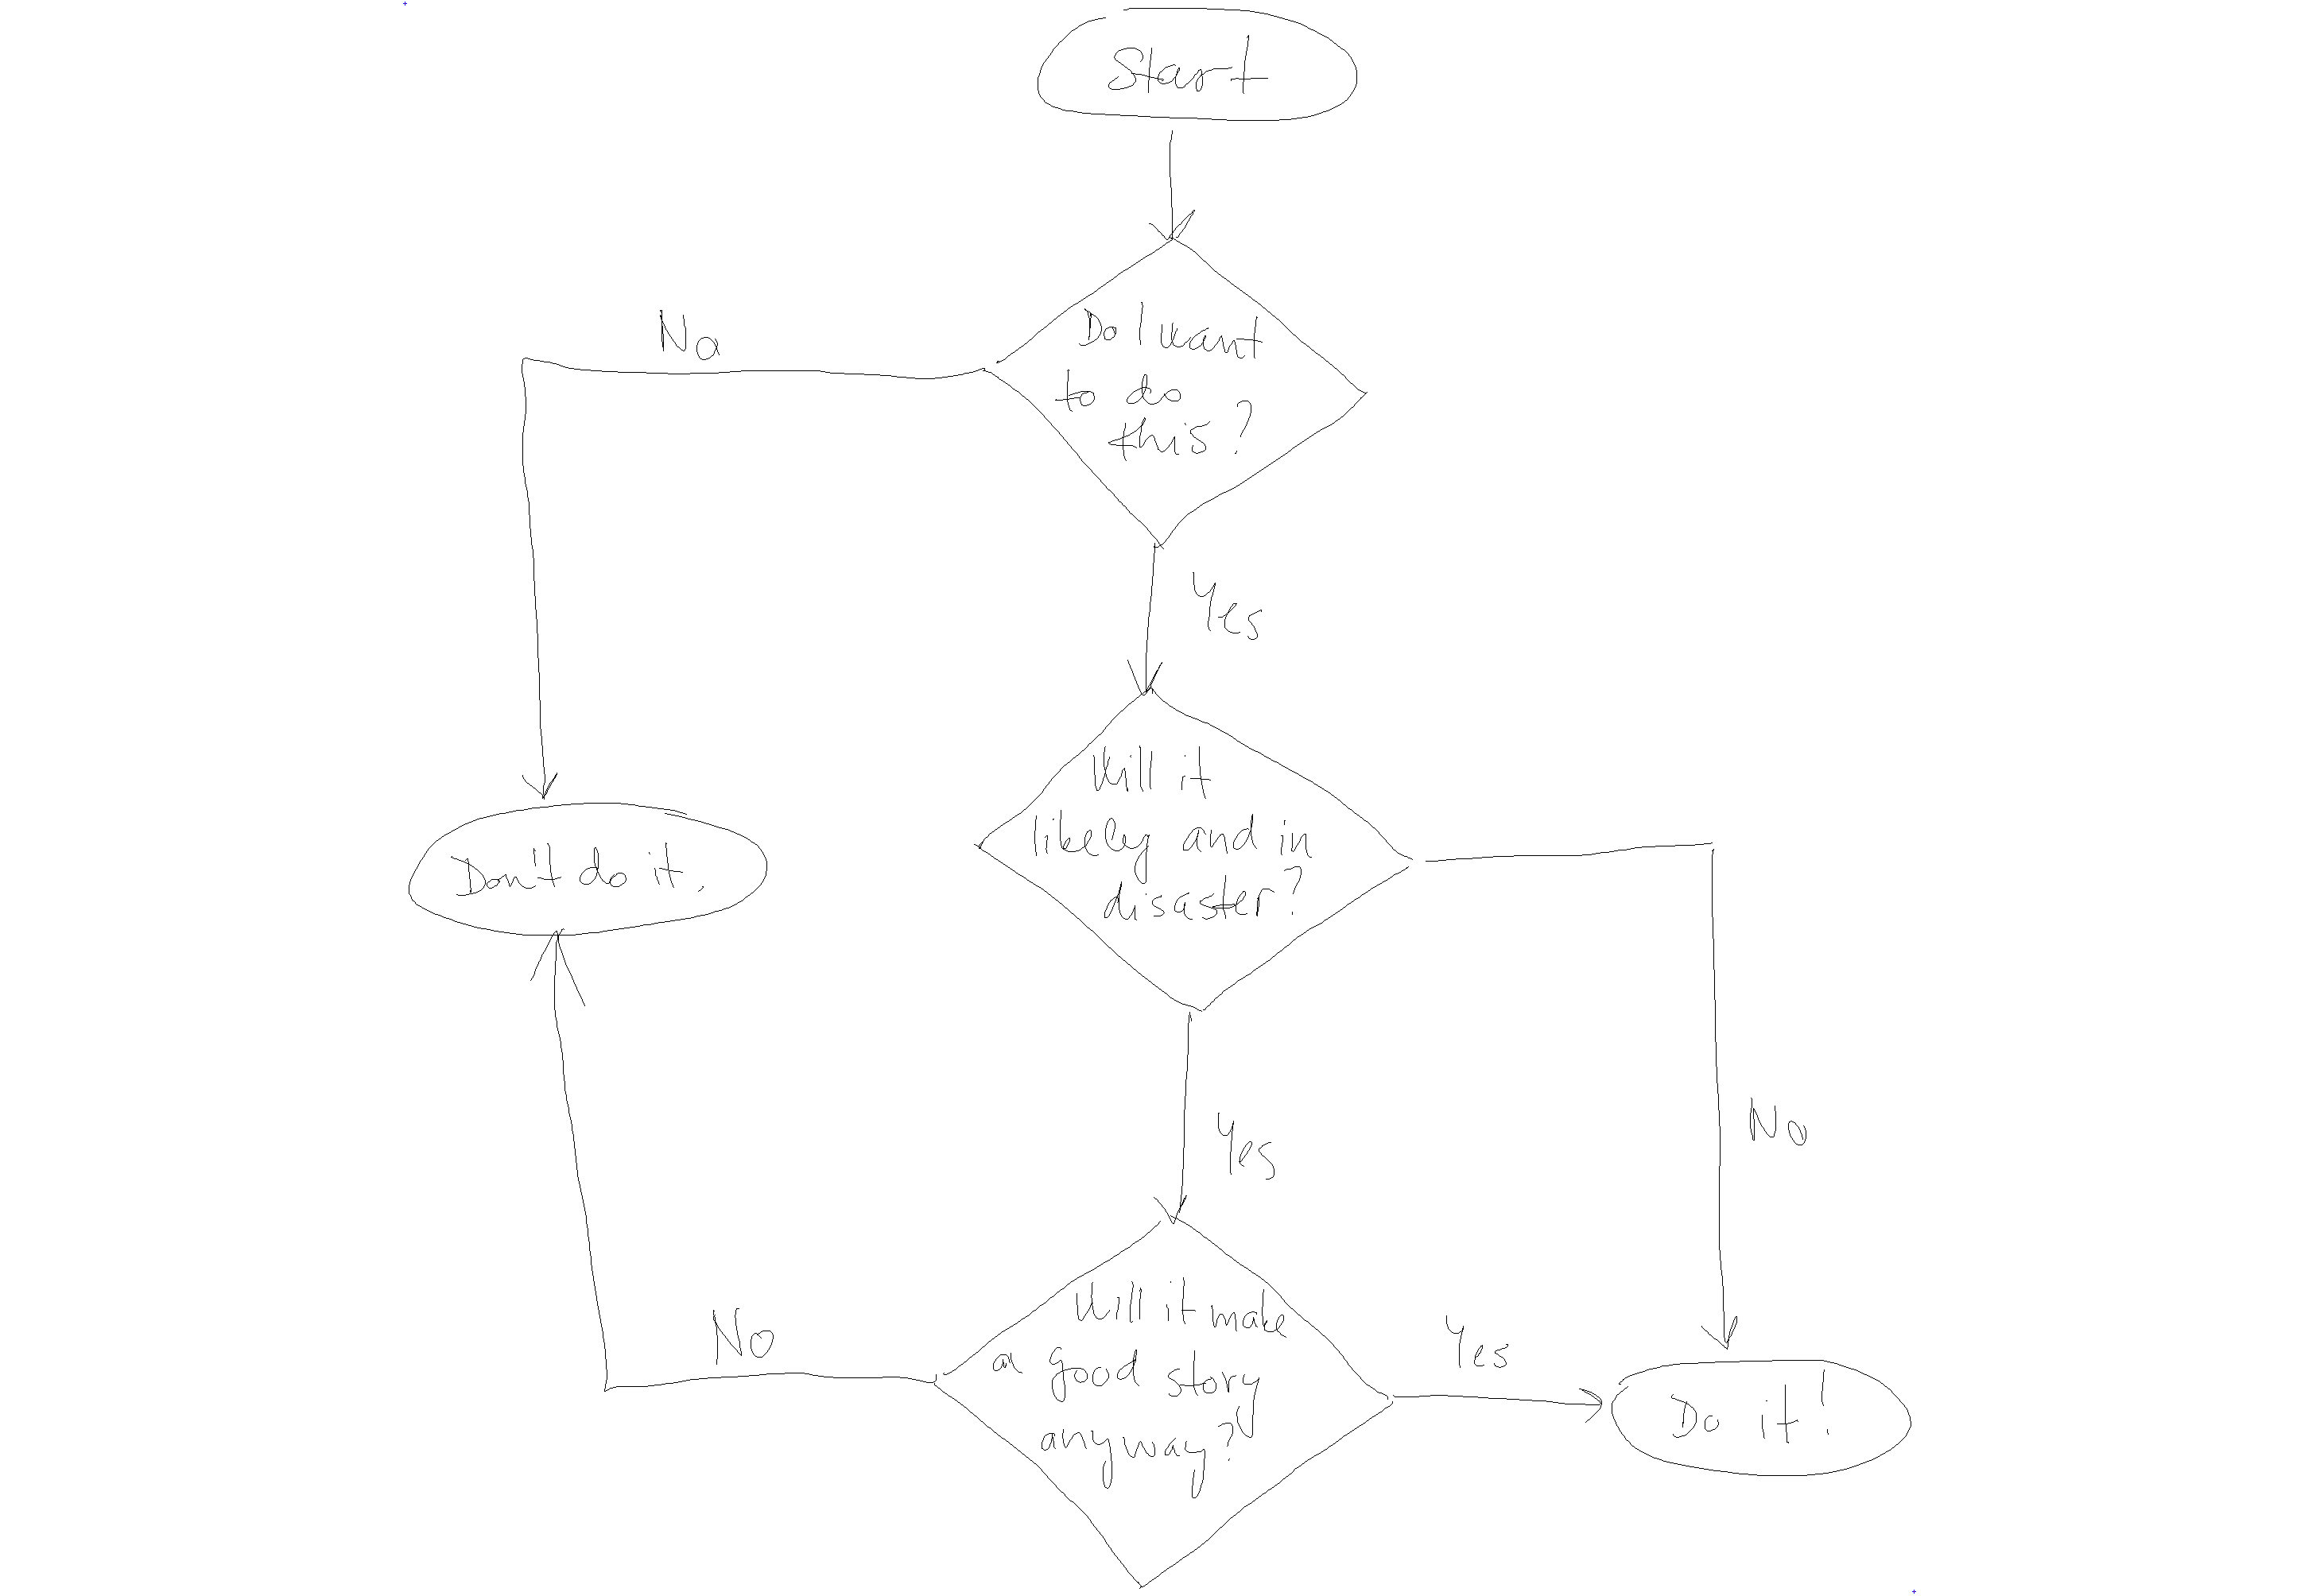 Start
Do I want
to do
this?
No
Yes
Will it
likely and in
disaster?
Don't do it.
Yes
No
Will it make
a good story
anyway?
No
Yes
Do it!